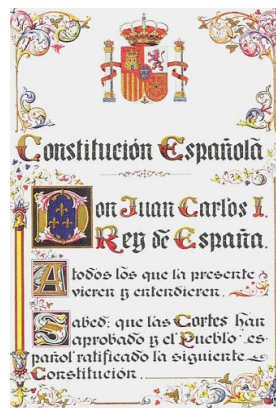 Constitución Española
Don Juan Carlos I,
Rey de España.
A todos los que la presente
vieren y entendieren.
Sabed: que las Cortes han
aprobado y el Pueblo es-
pañol ratificado la siguiente
Constitución.